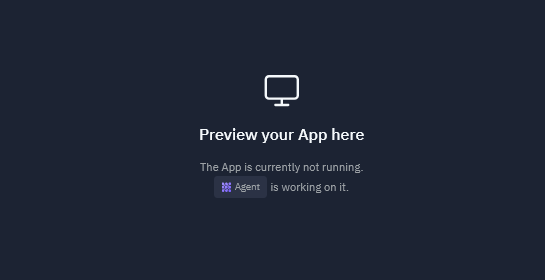 Preview your App here
The App is currently not running.
Agent is working on it.